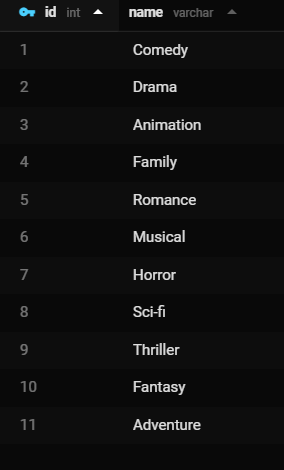 id int name varchar
1 Comedy
2 Drama
3 Animation
4 Family
5 Romance
6 Musical
7 Horror
8 Sci-fi
9 Thriller
10 Fantasy
11 Adventure